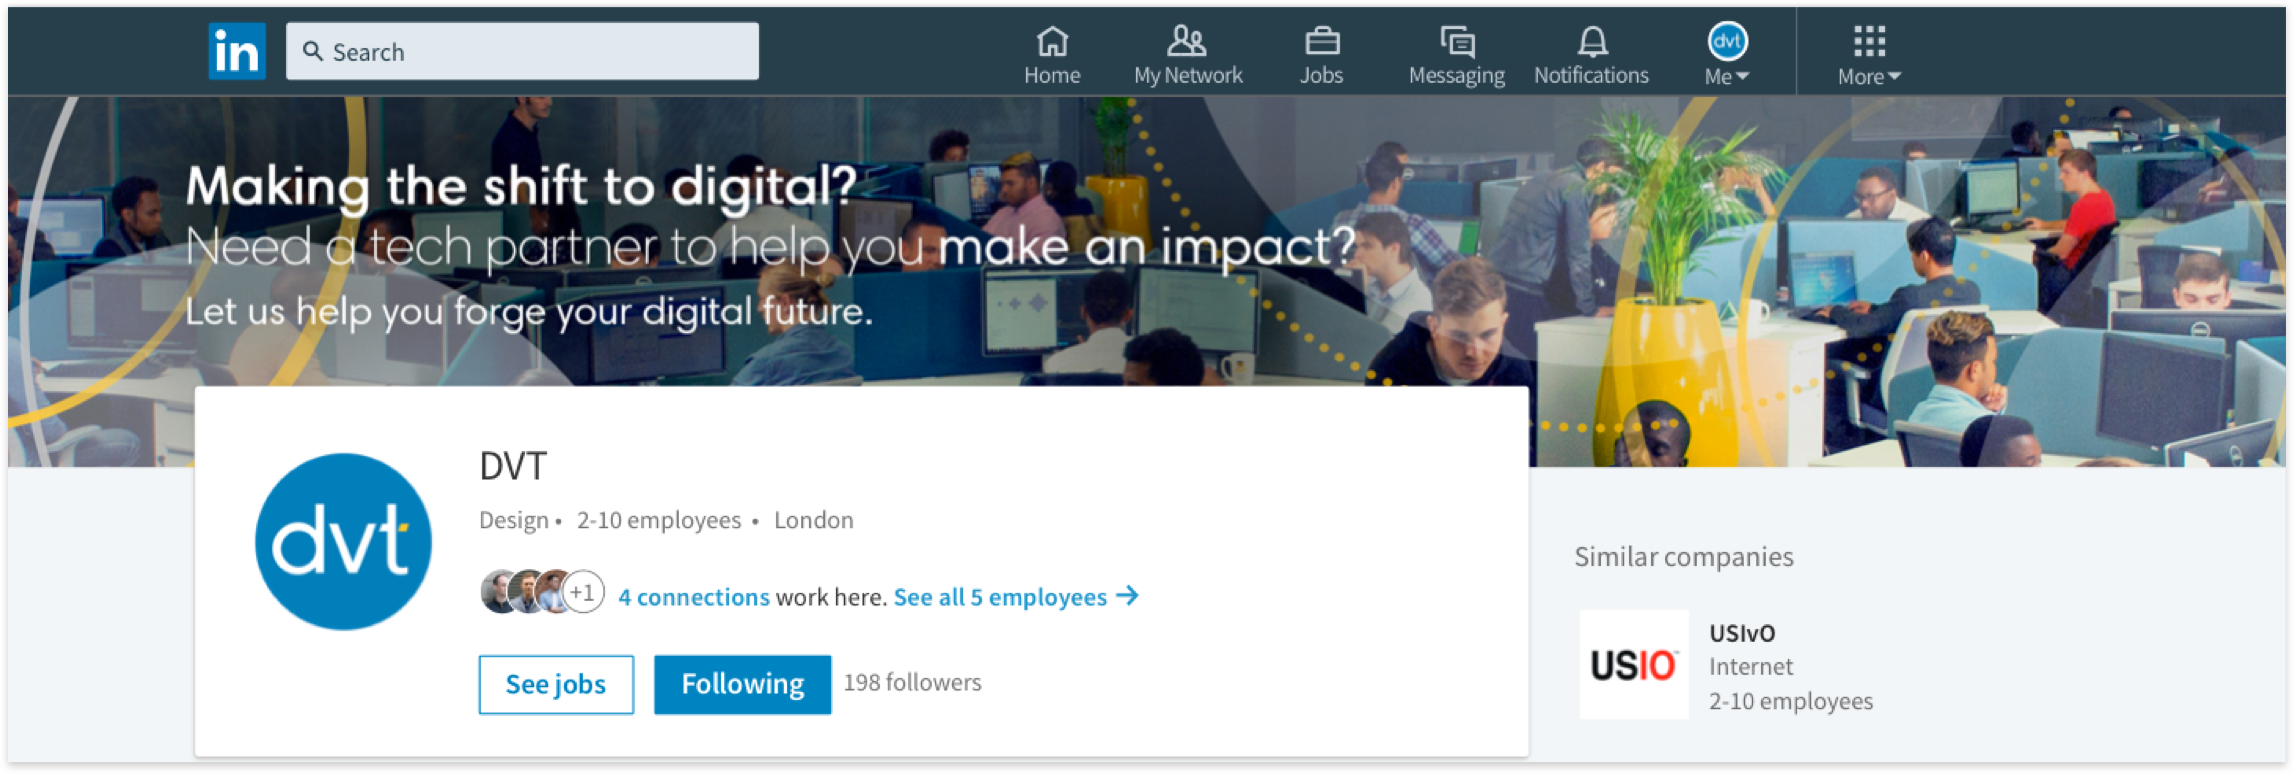 in Search Home My Network Jobs Messaging Notifications dvt Me More
Making the shift to digital?
Need a tech partner to help you make an impact?
Let us help you forge your digital future.
dvt
DVT
Design • 2-10 employees • London
+1 4 connections work here. See all 5 employees →
See jobs Following 198 followers
Similar companies
USIO™
USIvO
Internet
2-10 employees